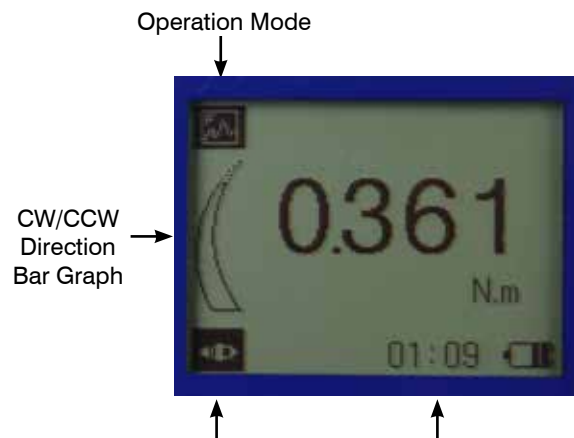 Operation Mode
CW/CCW
Direction
Bar Graph
0.361
N.m
01:09